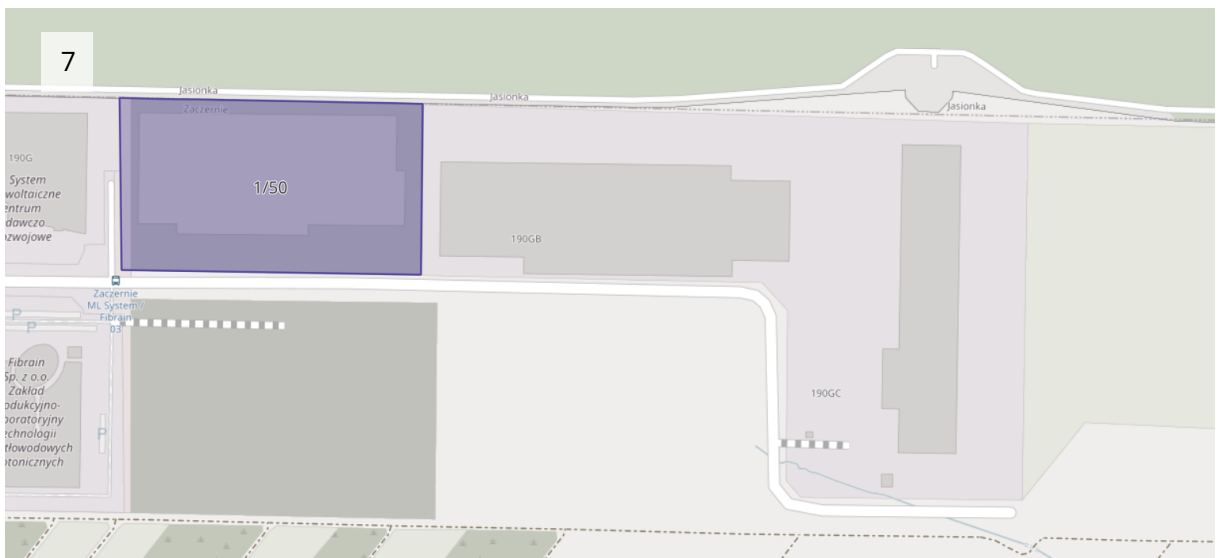 7
Jasionka
Zaczernie
Jasionka
Jasionka
190G
System
woltaiczne
entrum
dawczo
zwojowe
1/50
190GB
Zaczernie
ML System /
Fibrain
03
P
P
Fibrain
Sp. z o.o.
Zakład
odukcyjno-
boratoryjny
echnologii
tłowodowych
otonicznych
P
190GC